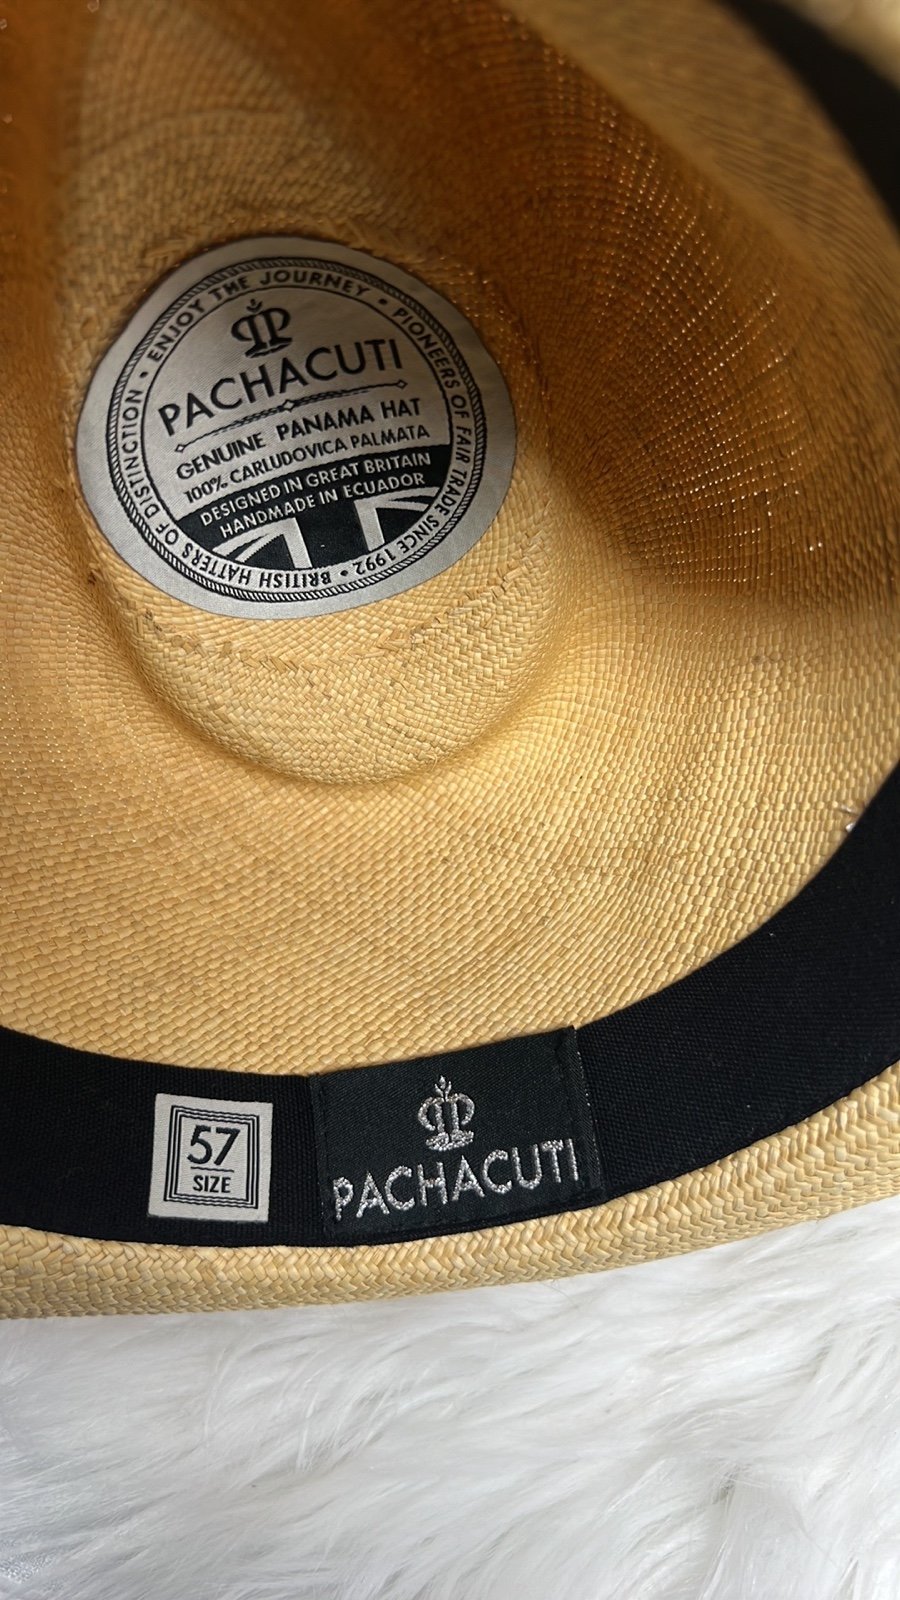 ENJOY THE JOURNEY • PIONEERS OF FAIR TRADE SINCE 1992 • BRITISH HATTERS OF DISTINCTION •
PACHACUTI
GENUINE PANAMA HAT
100% CARLUDOVICA PALMATA
DESIGNED IN GREAT BRITAIN
HANDMADE IN ECUADOR
57
SIZE
PACHACUTI